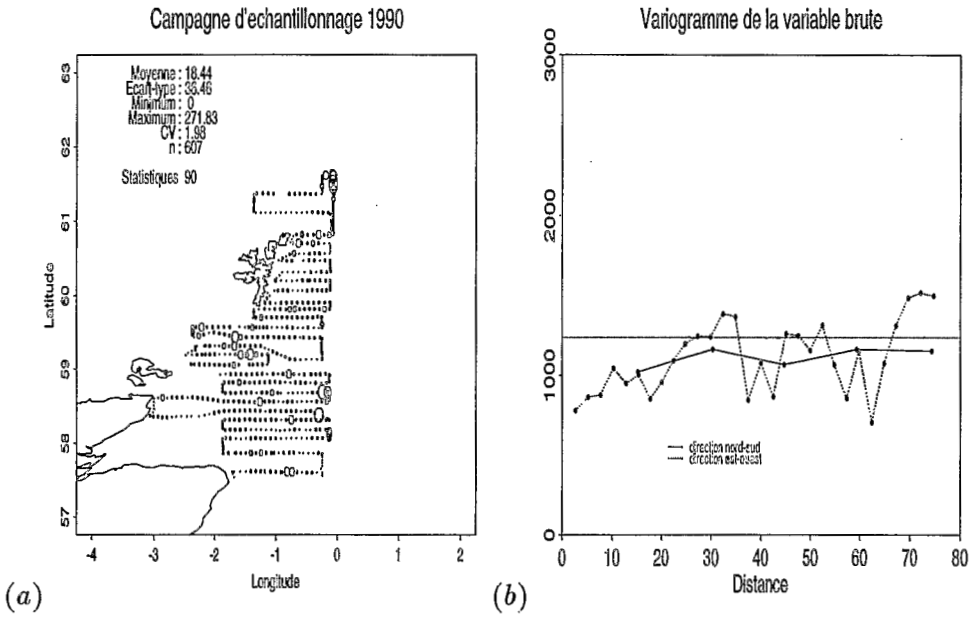 Campagne d'echantillonnage 1990
Moyenne : 18.44
Ecart-type : 36.46
Minimum : 0
Maximum : 271.83
CV : 1.98
n : 607
Statistiques 90
63
62
61
60
59
58
57
Latitude
-4 -3 -2 -1 0 1 2
Longitude
(a)
Variogramme de la variable brute
3000
2000
1000
0
direction nord-sud
direction est-ouest
0 10 20 30 40 50 60 70 80
Distance
(b)